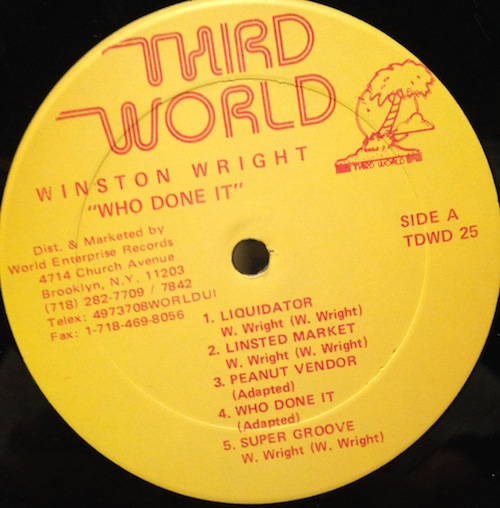 THIRD
WORLD
THIRD WORLD
WINSTON WRIGHT
"WHO DONE IT"
SIDE A
TDWD 25
Dist. & Marketed by
World Enterprise Records
4714 Church Avenue
Brooklyn, N.Y. 11203
(718) 282-7709 / 7842
Telex: 4973708WORLDUI
Fax: 1-718-469-8056
1. LIQUIDATOR
W. Wright (W. Wright)
2. LINSTED MARKET
W. Wright (W. Wright)
3. PEANUT VENDOR
(Adapted)
4. WHO DONE IT
(Adapted)
5. SUPER GROOVE
W. Wright (W. Wright)